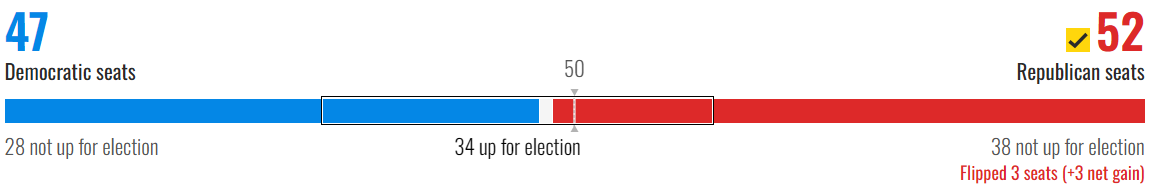 47
52
Democratic seats
50
Republican seats
28 not up for election
34 up for election
38 not up for election
Flipped 3 seats (+3 net gain)